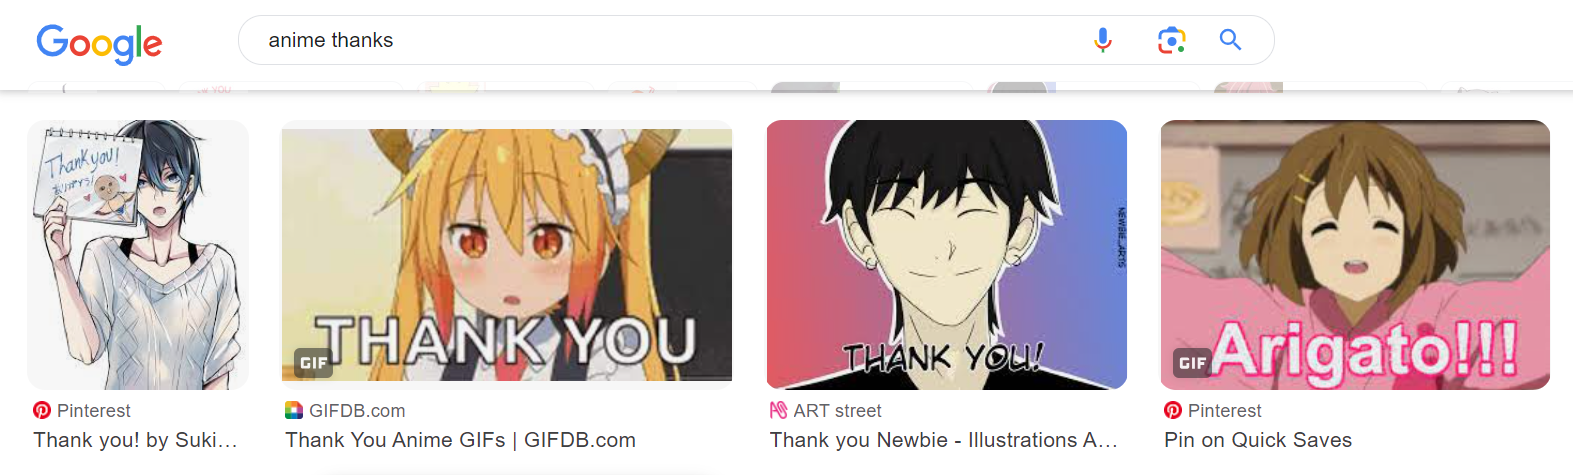 Google
anime thanks
Thank you!
ありがとう!
THANK YOU
GIF
THANK YOU!
NEWBIE_ARTS
Arigato!!!
GIF
Pinterest
GIFDB.com
ART street
Pinterest
Thank you! by Suki...
Thank You Anime GIFs | GIFDB.com
Thank you Newbie - Illustrations A...
Pin on Quick Saves